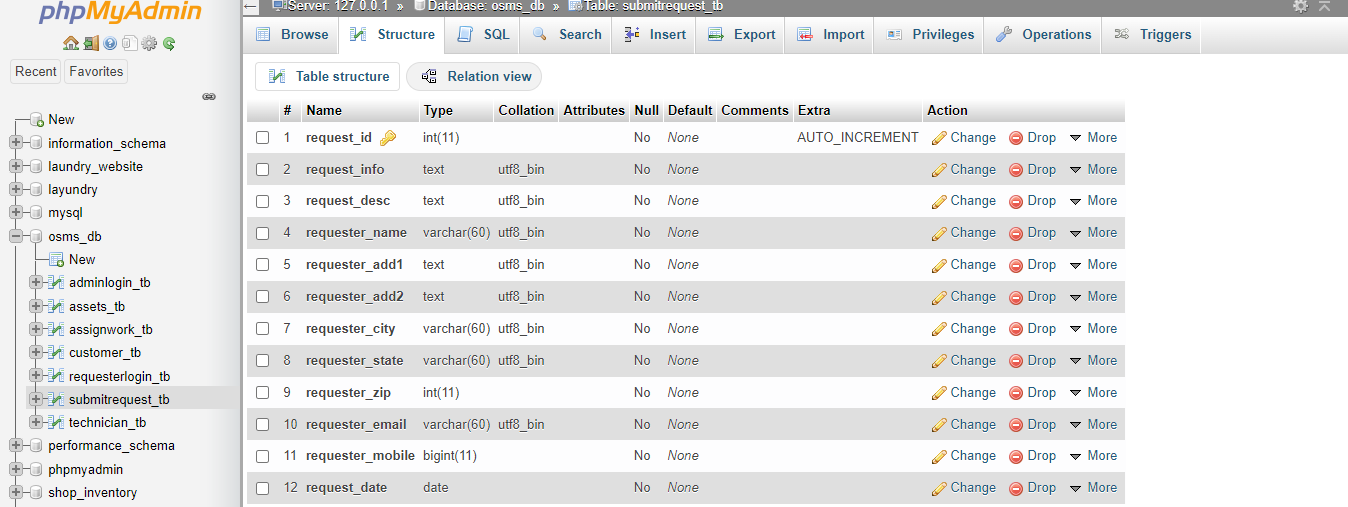 phpMyAdmin
Recent Favorites
New
information_schema
laundry_website
layundry
mysql
osms_db
New
adminlogin_tb
assets_tb
assignwork_tb
customer_tb
requesterlogin_tb
submitrequest_tb
technician_tb
performance_schema
phpmyadmin
shop_inventory
Server: 127.0.0.1 » Database: osms_db » Table: submitrequest_tb
Browse Structure SQL Search Insert Export Import Privileges Operations Triggers
Table structure Relation view
# Name Type Collation Attributes Null Default Comments Extra Action
1 request_id int(11) No None AUTO_INCREMENT Change Drop More
2 request_info text utf8_bin No None Change Drop More
3 request_desc text utf8_bin No None Change Drop More
4 requester_name varchar(60) utf8_bin No None Change Drop More
5 requester_add1 text utf8_bin No None Change Drop More
6 requester_add2 text utf8_bin No None Change Drop More
7 requester_city varchar(60) utf8_bin No None Change Drop More
8 requester_state varchar(60) utf8_bin No None Change Drop More
9 requester_zip int(11) No None Change Drop More
10 requester_email varchar(60) utf8_bin No None Change Drop More
11 requester_mobile bigint(11) No None Change Drop More
12 request_date date No None Change Drop More